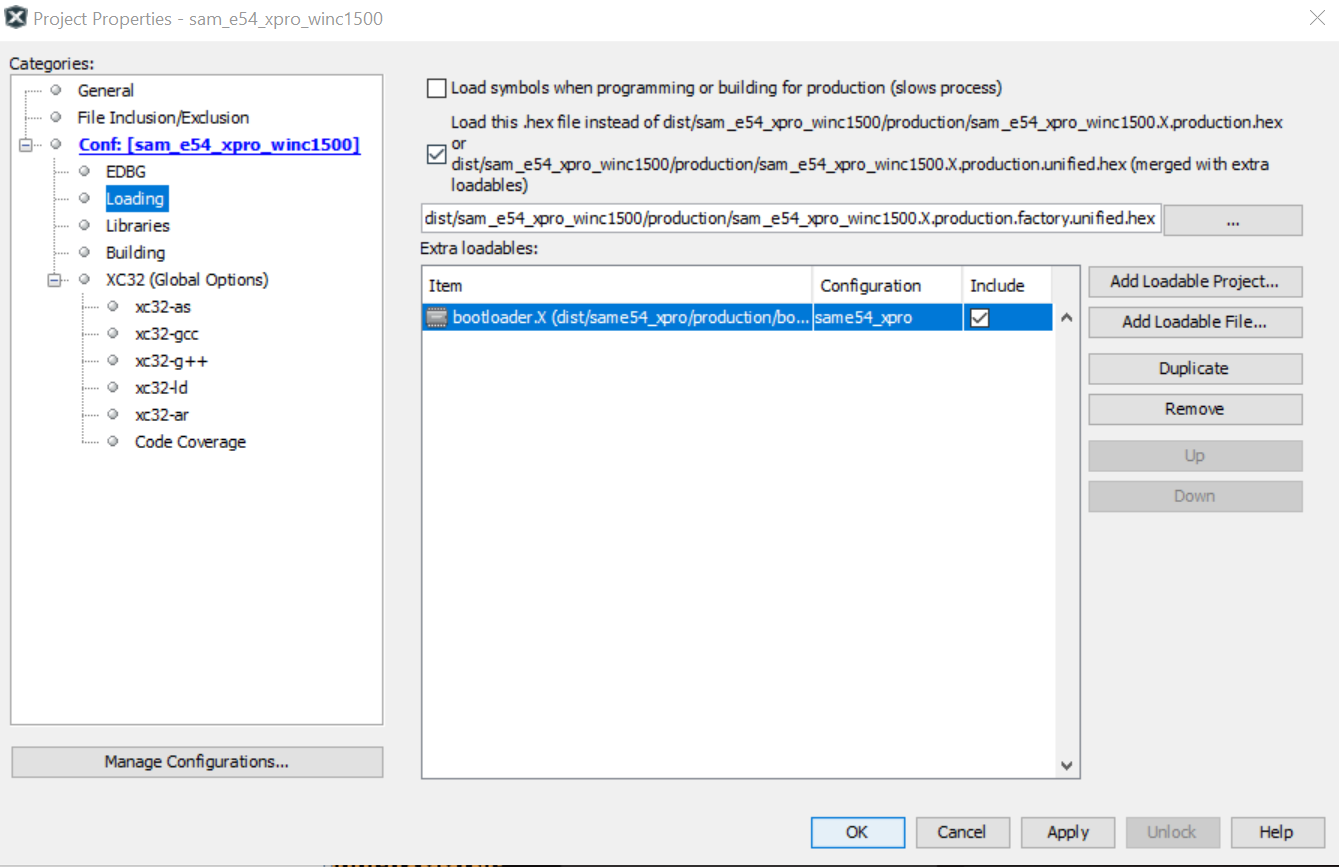 Project Properties - sam_e54_xpro_winc1500
Categories:
General
File Inclusion/Exclusion
Conf: [sam_e54_xpro_winc1500]
EDBG
Loading
Libraries
Building
XC32 (Global Options)
xc32-as
xc32-gcc
xc32-g++
xc32-ld
xc32-ar
Code Coverage
Manage Configurations...
Load symbols when programming or building for production (slows process)
Load this .hex file instead of dist/sam_e54_xpro_winc1500/production/sam_e54_xpro_winc1500.X.production.hex
or
dist/sam_e54_xpro_winc1500/production/sam_e54_xpro_winc1500.X.production.unified.hex (merged with extra
loadables)
dist/sam_e54_xpro_winc1500/production/sam_e54_xpro_winc1500.X.production.factory.unified.hex
...
Extra loadables:
Item Configuration Include
bootloader.X (dist/same54_xpro/production/bo... same54_xpro
Add Loadable Project...
Add Loadable File...
Duplicate
Remove
Up
Down
OK Cancel Apply Unlock Help